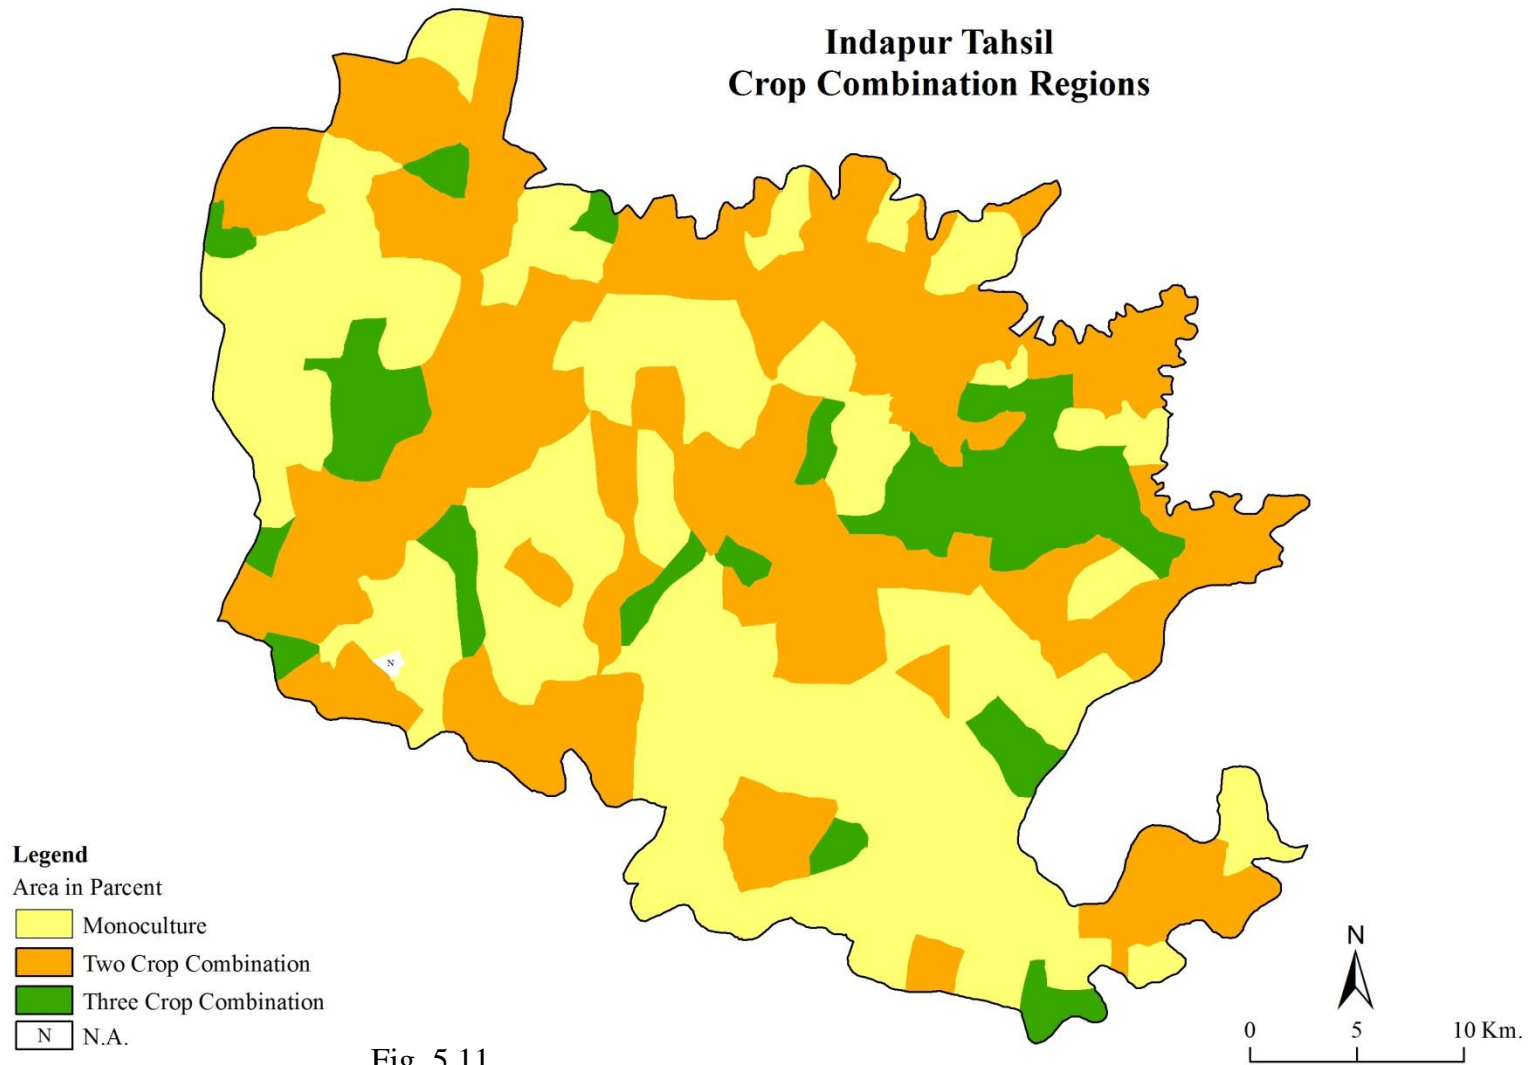 Indapur Tahsil
Crop Combination Regions
N
Legend
Area in Parcent
Monoculture
Two Crop Combination
Three Crop Combination
N N.A.
N
0 5 10 Km.
Fig. 5.11